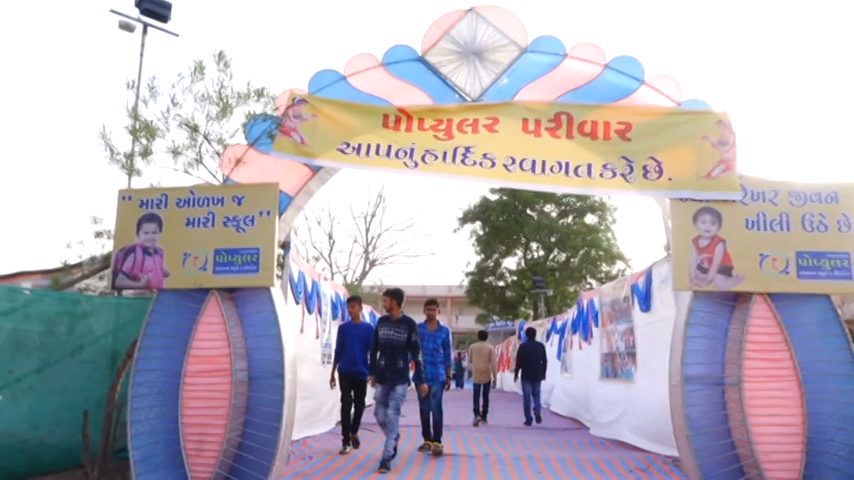 પોપ્યુલર પરીવાર
આપનું હાર્દિક સ્વાગત કરે છે.
"મારી ઓળખ જ
મારી સ્કૂલ"
પોપ્યુલર
જીવન
ખીલી ઉઠે છે
પોપ્યુલર